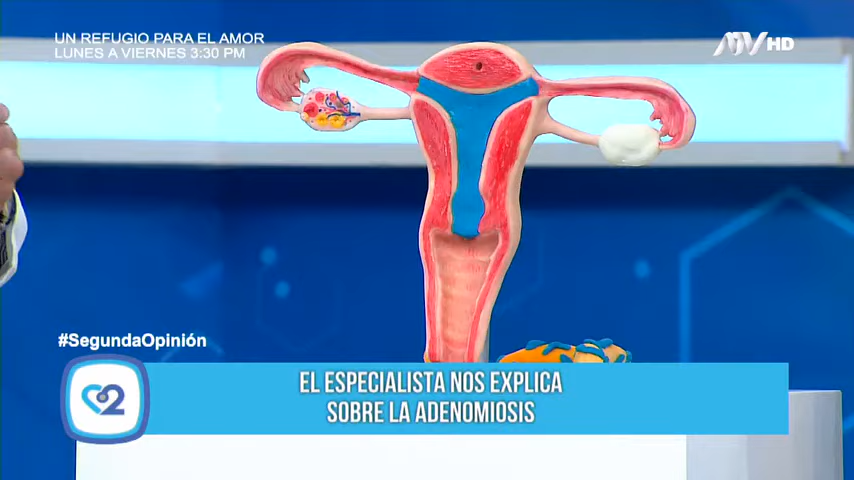 UN REFUGIO PARA EL AMOR
LUNES A VIERNES 3:30 PM
ATV HD
#SegundaOpinión
2
EL ESPECIALISTA NOS EXPLICA
SOBRE LA ADENOMIOSIS